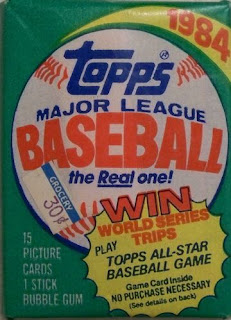 1984
topps
MAJOR LEAGUE
BASEBALL
the Real one!
GROCERY
30¢
WIN
WORLD SERIES
TRIPS
PLAY
TOPPS ALL-STAR
BASEBALL GAME
Game Card Inside
NO PURCHASE NECESSARY
(See details on back)
15
PICTURE
CARDS
1 STICK
BUBBLE GUM